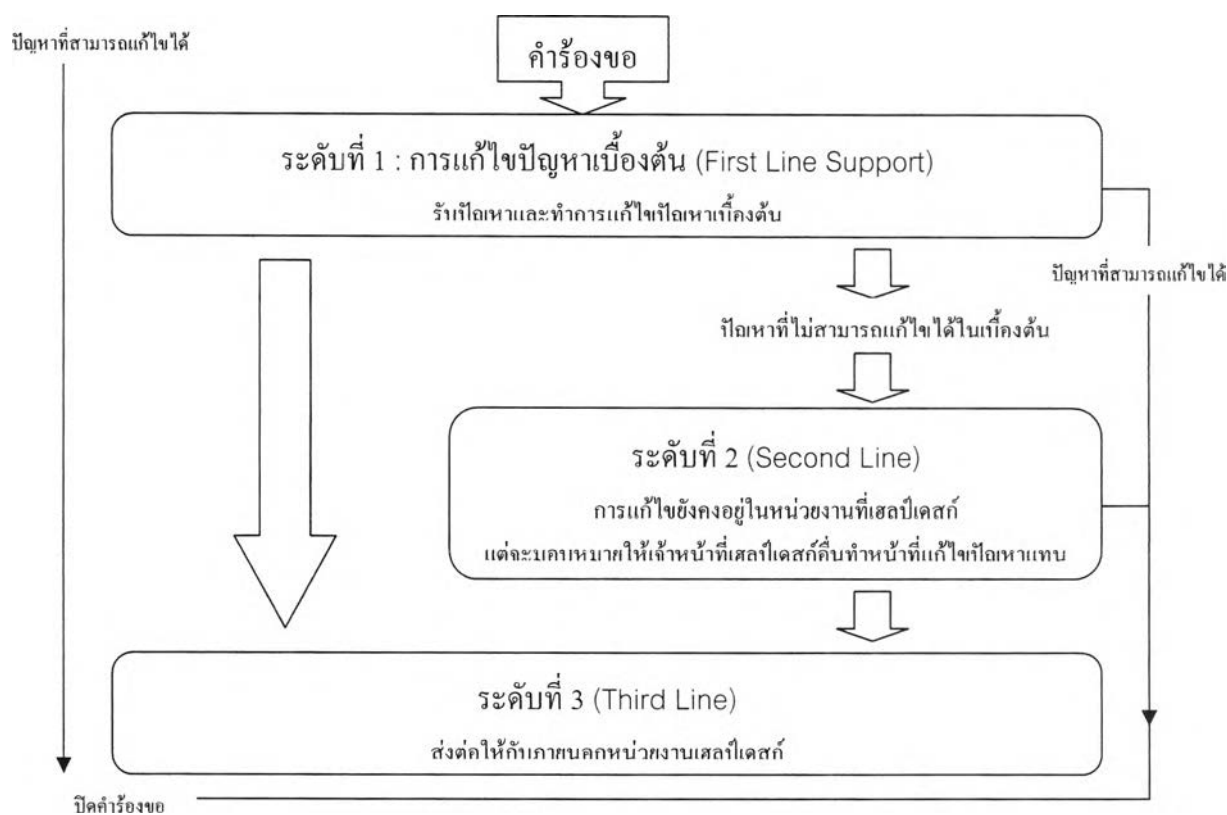 ปัญหาที่สามารถแก้ไขได้
คำร้องขอ
ระดับที่ 1 : การแก้ไขปัญหาเบื้องต้น (First Line Support)
รับปัญหาและทำการแก้ไขปัญหาเบื้องต้น
ปัญหาที่สามารถแก้ไขได้
ปัญหาที่ไม่สามารถแก้ไขได้ในเบื้องต้น
ระดับที่ 2 (Second Line)
การแก้ไขยังคงอยู่ในหน่วยงานที่เฮลป์เดสก์
แต่จะมอบหมายให้เจ้าหน้าที่เฮลป์เดสก์อื่นทำหน้าที่แก้ไขปัญหาแทน
ระดับที่ 3 (Third Line)
ส่งต่อให้กับภายนอกหน่วยงานเฮลป์เดสก์
ปิดคำร้องขอ